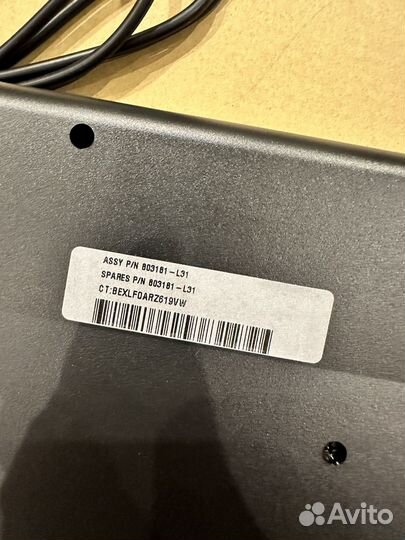 ASSY P/N 803181-L31
SPARES P/N 803181-L31
CT:BEXLFDARZ619VW
Avito